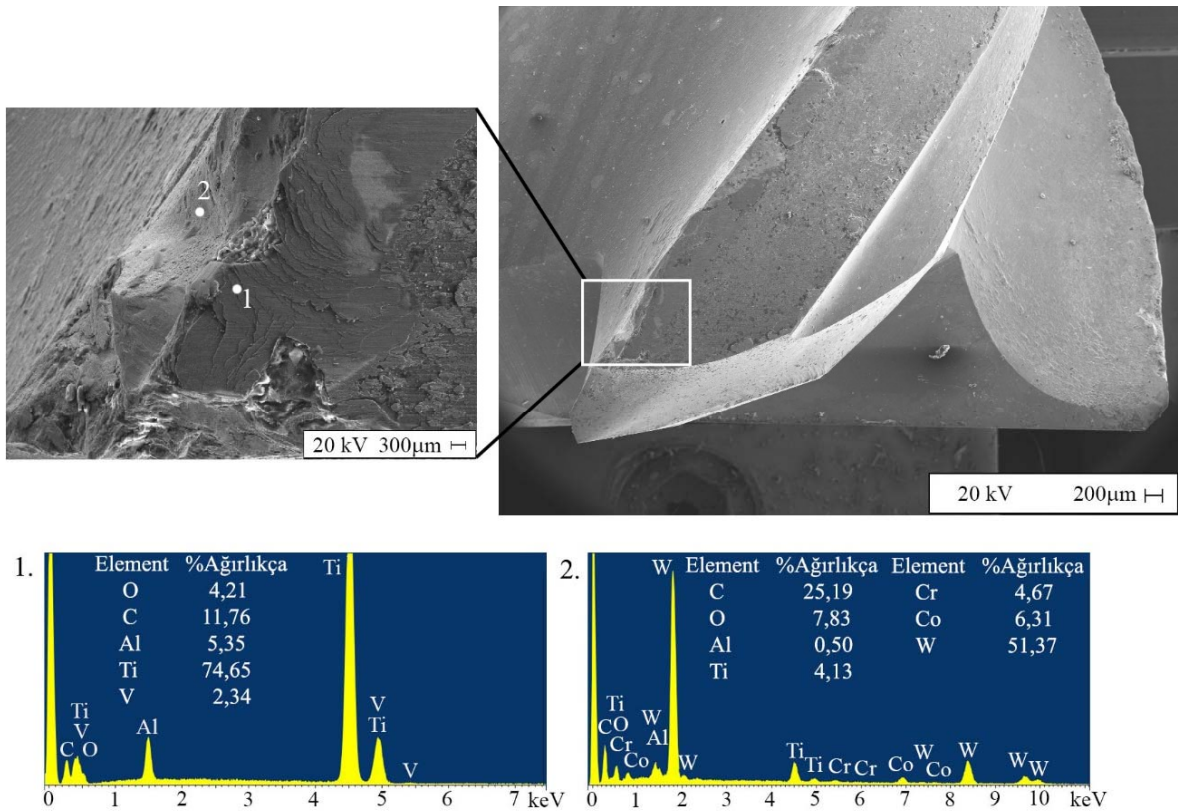 2
1
20 kV 300µm
20 kV 200µm
1.
Element %Ağırlıkça
O 4,21
C 11,76
Al 5,35
Ti 74,65
V 2,34
Ti
Ti
V
C O
Al
V
Ti
V
0 1 2 3 4 5 6 7 keV
2.
Element %Ağırlıkça Element %Ağırlıkça
C 25,19 Cr 4,67
O 7,83 Co 6,31
Al 0,50 W 51,37
Ti 4,13
W
Ti
C O
Cr
Co
W
Al
W
Ti
Ti
Cr
Cr
Co
W
Co
W
W
W
0 1 2 3 4 5 6 7 8 9 10 keV